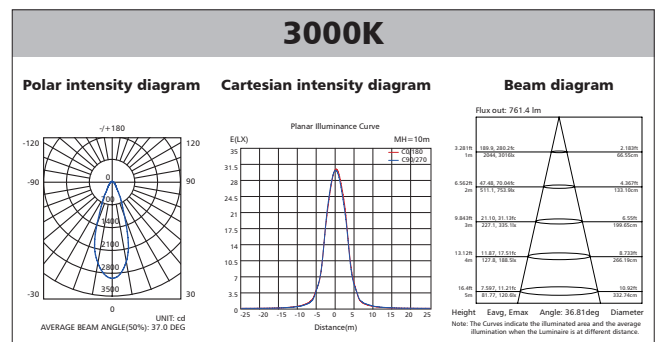 3000K
Polar intensity diagram
-/+180
-120
120
-90
90
0
700
1400
2100
2800
3500
-30
30
0
UNIT: cd
AVERAGE BEAM ANGLE(50%): 37.0 DEG
Cartesian intensity diagram
Planar Illuminance Curve
E(LX)
MH=10m
C0/180
C90/270
35
31.5
28
24.5
21
17.5
14
10.5
7
3.5
0
-25 -20 -15 -10 -5 0 5 10 15 20 25
Distance(m)
Beam diagram
Flux out: 761.4 lm
3.281ft 189.9, 280.2fc 2.183ft
1m 2044, 3016lx 66.55cm
6.562ft 47.48, 70.04fc 4.367ft
2m 511.1, 753.9lx 133.10cm
9.843ft 21.10, 31.13fc 6.55ft
3m 227.1, 335.1lx 199.65cm
13.12ft 11.87, 17.51fc 8.733ft
4m 127.8, 188.5lx 266.19cm
16.4ft 7.597, 11.21fc 10.92ft
5m 81.77, 120.6lx 332.74cm
Height Eavg, Emax Angle: 36.81deg Diameter
Note: The Curves indicate the illuminated area and the average
illumination when the Luminaire is at different distance.